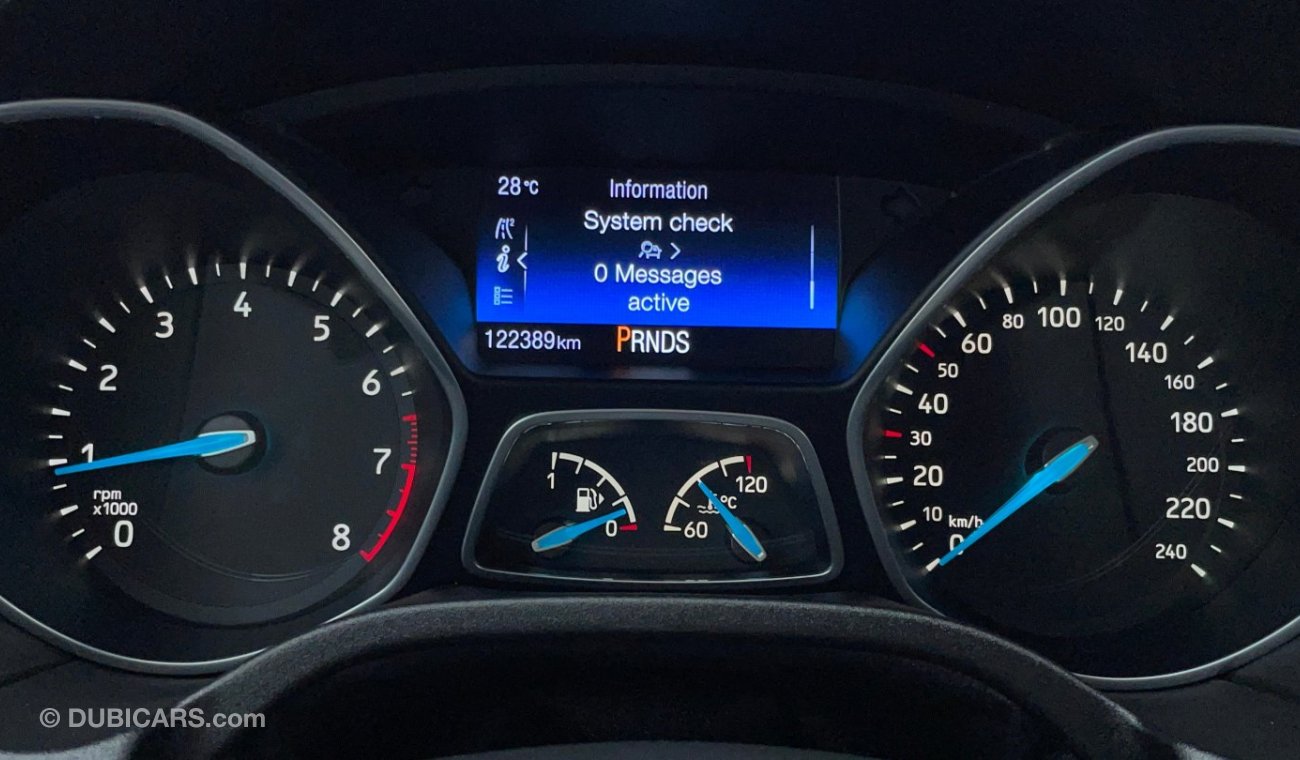 28°C
Information
System check
0 Messages
active
122389km
PRNDS
0
1
2
3
4
5
6
7
8
rpm
x1000
1
0
60
120
°C
0
10
20
30
40
50
60
80
100
120
140
160
180
200
220
240
km/h
© DUBICARS.com